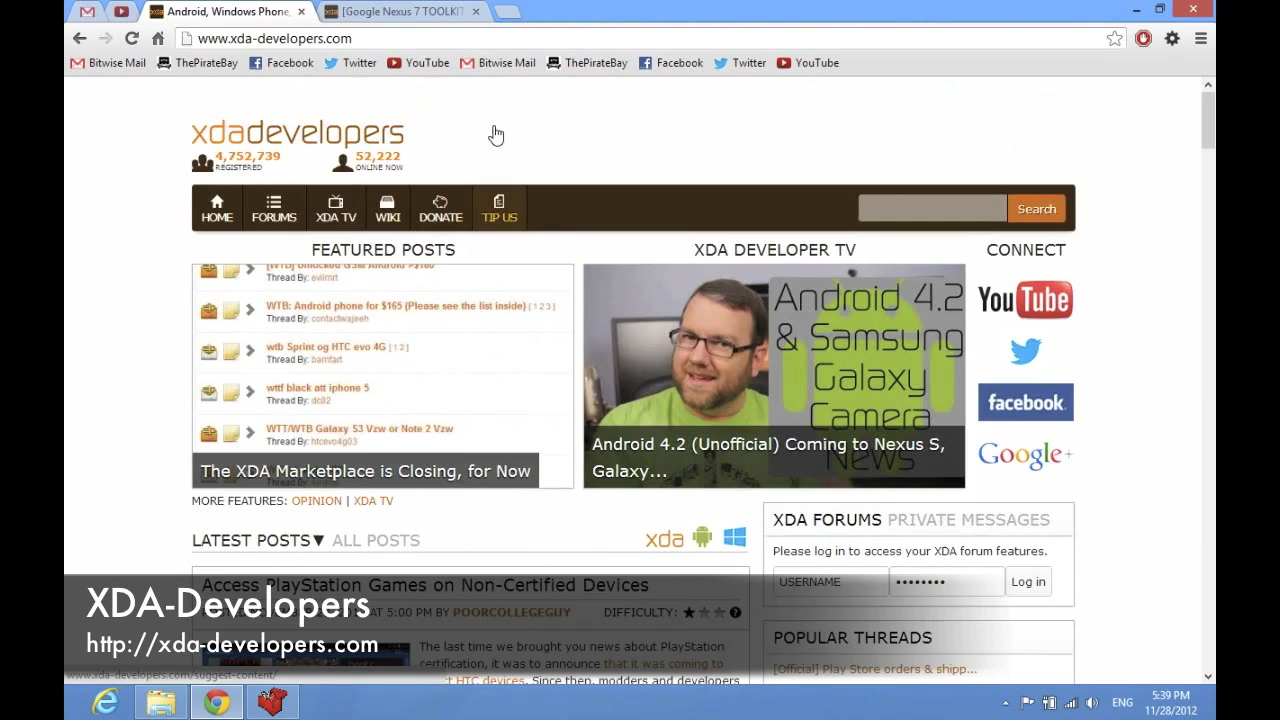 Android, Windows Phone,
[Google Nexus 7 TOOLKIT
www.xda-developers.com
Bitwise Mail ThePirateBay Facebook Twitter YouTube Bitwise Mail ThePirateBay Facebook Twitter YouTube
xdadevelopers
4,752,739 REGISTERED
52,222 ONLINE NOW
HOME FORUMS XDA TV WIKI DONATE TIP US
Search
FEATURED POSTS
XDA DEVELOPER TV
CONNECT
Thread By: evilmrt
WTB: Android phone for $165 (Please see the list inside) [ 1 2 3 ]
Thread By: contactwajeeh
wtb Sprint og HTC evo 4G [ 1 2 ]
Thread By: barnfart
wttf black att iphone 5
Thread By: dc82
WTT/WTB Galaxy S3 Vzw or Note 2 Vzw
Thread By: htcevo4g03
The XDA Marketplace is Closing, for Now
Android 4.2
& Samsung
Galaxy
Camera
News
Android 4.2 (Unofficial) Coming to Nexus S,
Galaxy...
YouTube
facebook
Google+
MORE FEATURES: OPINION | XDA TV
LATEST POSTS▼ ALL POSTS
xda
XDA FORUMS PRIVATE MESSAGES
Please log in to access your XDA forum features.
USERNAME •••••••• Log in
POPULAR THREADS
[Official] Play Store orders & shipp...
Access PlayStation Games on Non-Certified Devices
AT 5:00 PM BY POORCOLLEGEGUY
DIFFICULTY: ★☆☆
The last time we brought you news about PlayStation
certification, it was to announce that it was coming to
HTC devices. Since then, modders and developers
XDA-Developers
http://xda-developers.com
www.xda-developers.com/suggest-content/
ENG
5:39 PM
11/28/2012